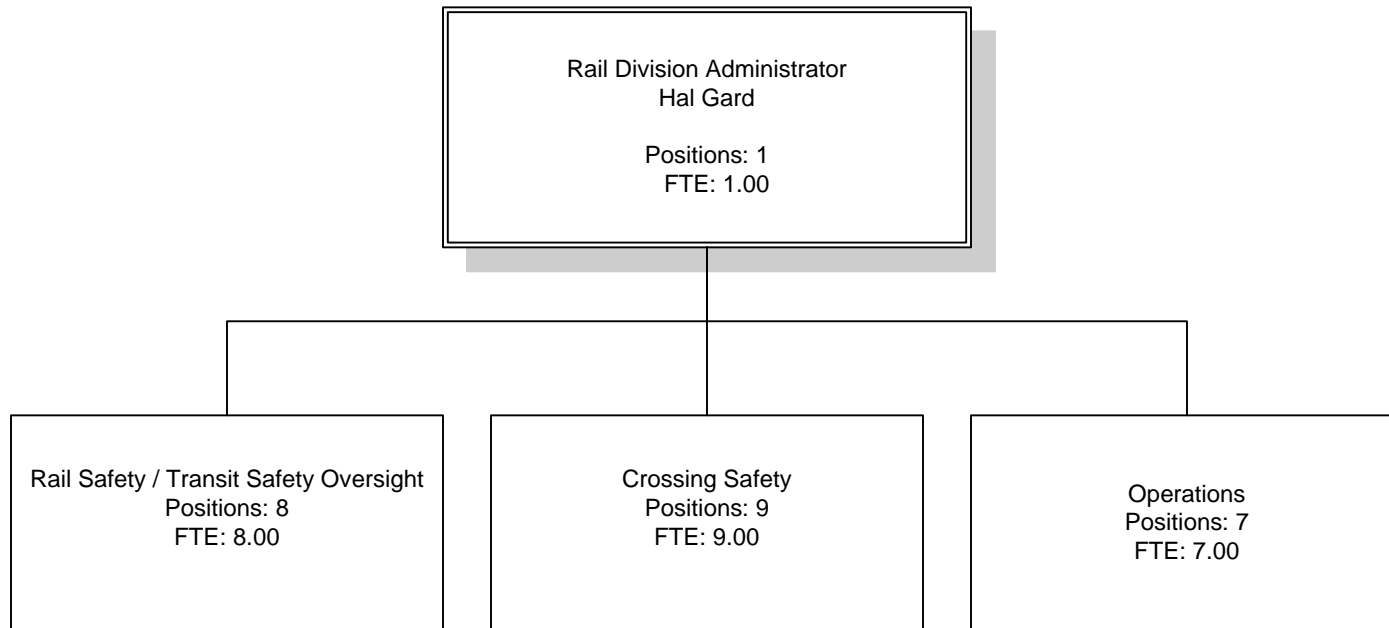 Rail Division Administrator
Hal Gard
Positions: 1
FTE: 1.00
Rail Safety / Transit Safety Oversight
Positions: 8
FTE: 8.00
Crossing Safety
Positions: 9
FTE: 9.00
Operations
Positions: 7
FTE: 7.00